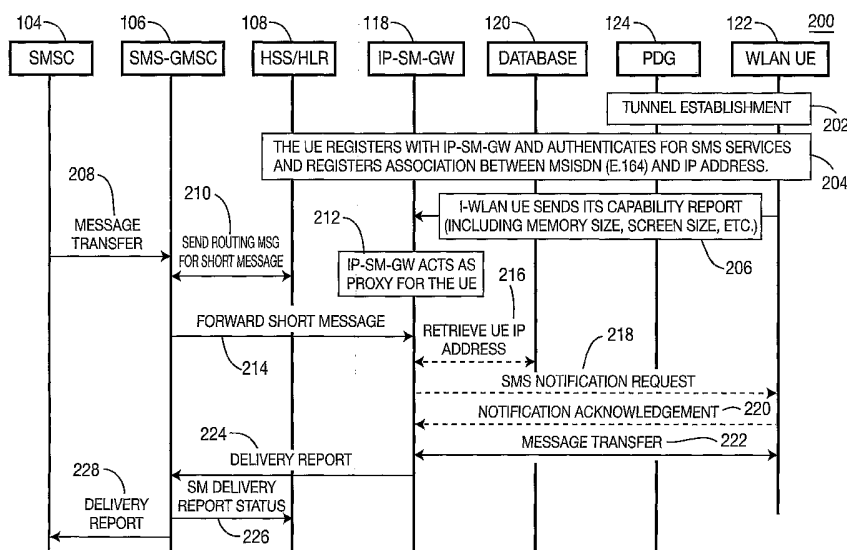 104
106
108
118
120
124
122
200
SMSC
SMS-GMSC
HSS/HLR
IP-SM-GW
DATABASE
PDG
WLAN UE
TUNNEL ESTABLISHMENT
202
THE UE REGISTERS WITH IP-SM-GW AND AUTHENTICATES FOR SMS SERVICES
AND REGISTERS ASSOCIATION BETWEEN MSISDN (E.164) AND IP ADDRESS.
204
208
MESSAGE
TRANSFER
210
SEND ROUTING MSG
FOR SHORT MESSAGE
I-WLAN UE SENDS ITS CAPABILITY REPORT
(INCLUDING MEMORY SIZE, SCREEN SIZE, ETC.)
206
212
IP-SM-GW ACTS AS
PROXY FOR THE UE
216
FORWARD SHORT MESSAGE
214
RETRIEVE UE IP
ADDRESS
218
SMS NOTIFICATION REQUEST
NOTIFICATION ACKNOWLEDGEMENT
220
MESSAGE TRANSFER
222
224
DELIVERY REPORT
228
DELIVERY
REPORT
SM DELIVERY
REPORT STATUS
226